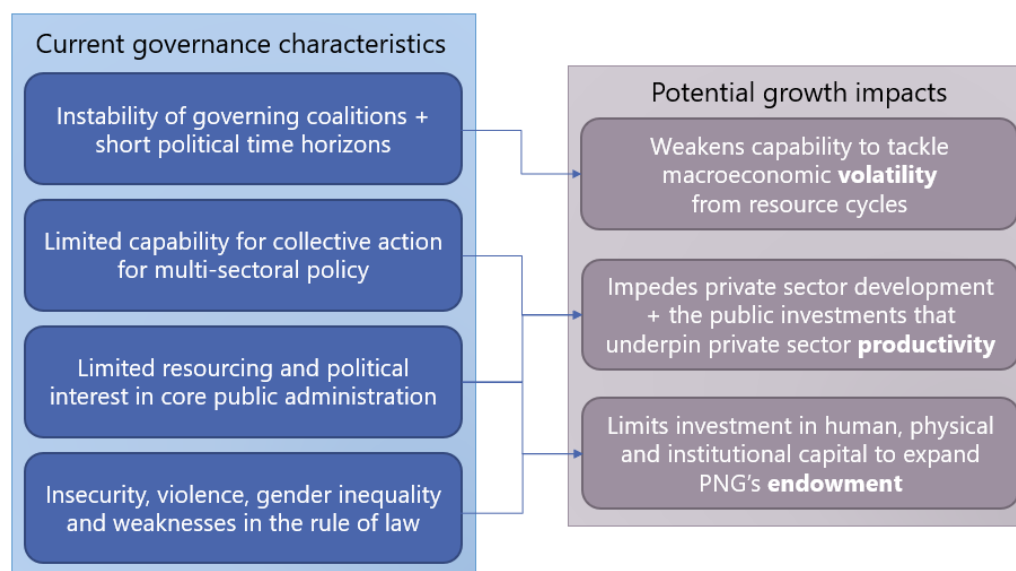 Current governance characteristics
Instability of governing coalitions +
short political time horizons
Limited capability for collective action
for multi-sectoral policy
Limited resourcing and political
interest in core public administration
Insecurity, violence, gender inequality
and weaknesses in the rule of law
Potential growth impacts
Weakens capability to tackle
macroeconomic volatility
from resource cycles
Impedes private sector development
+ the public investments that
underpin private sector productivity
Limits investment in human, physical
and institutional capital to expand
PNG's endowment